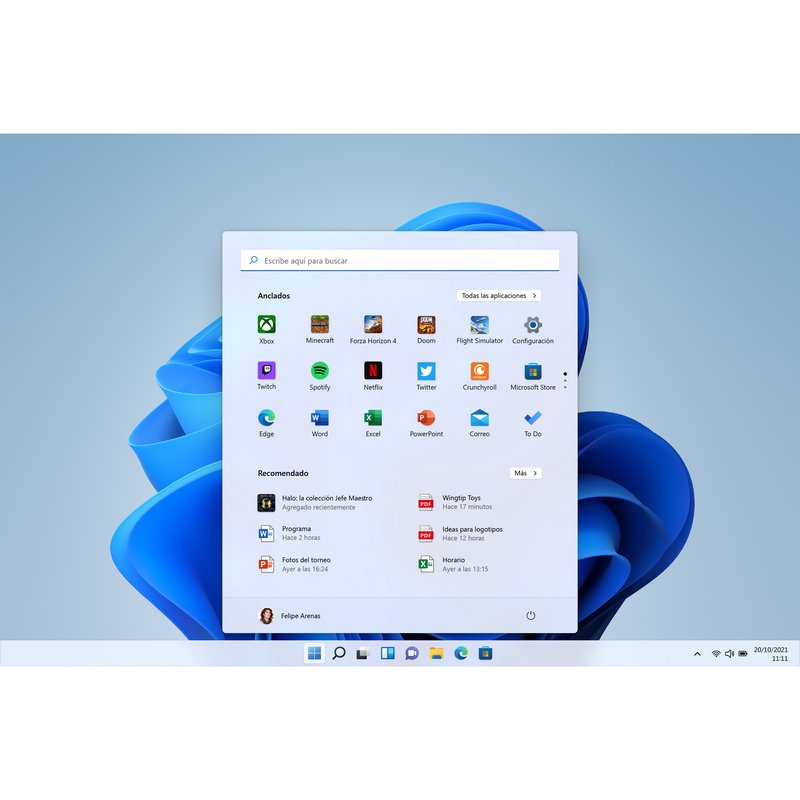 Escribe aquí para buscar
Anclados
Todas las aplicaciones
Xbox
Minecraft
Forza Horizon 4
Doom
Flight Simulator
Configuración
Twitch
Spotify
Netflix
Twitter
Crunchyroll
Microsoft Store
Edge
Word
Excel
PowerPoint
Correo
To Do
Recomendado
Más
Halo: la colección Jefe Maestro
Agregado recientemente
Wingtip Toys
Hace 17 minutos
Programa
Hace 2 horas
Ideas para logotipos
Hace 12 horas
Fotos del torneo
Ayer a las 16:24
Horario
Ayer a las 13:15
Felipe Arenas
20/10/2021
11:11